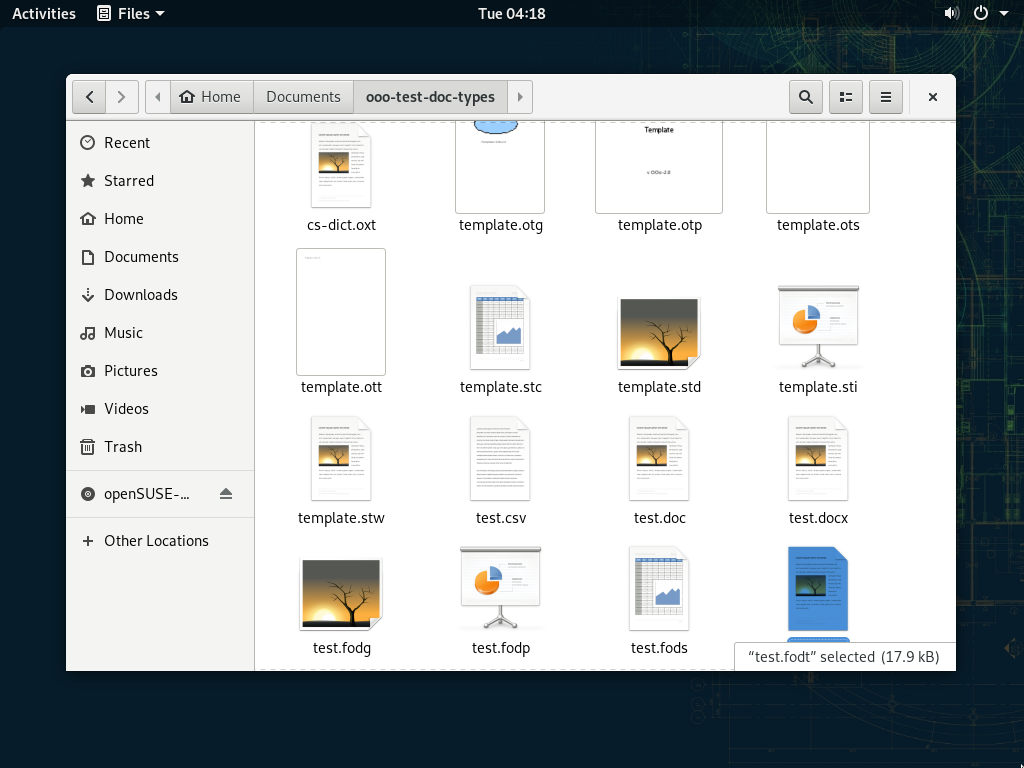 Activities
Files
Tue 04:18
Home
Documents
ooo-test-doc-types
Recent
Starred
Home
Documents
Downloads
Music
Pictures
Videos
Trash
openSUSE-...
Other Locations
Template
v OOo-2.0
cs-dict.oxt
template.otg
template.otp
template.ots
template.ott
template.stc
template.std
template.sti
template.stw
test.csv
test.doc
test.docx
test.fodg
test.fodp
test.fods
“test.fodt” selected (17.9 kB)